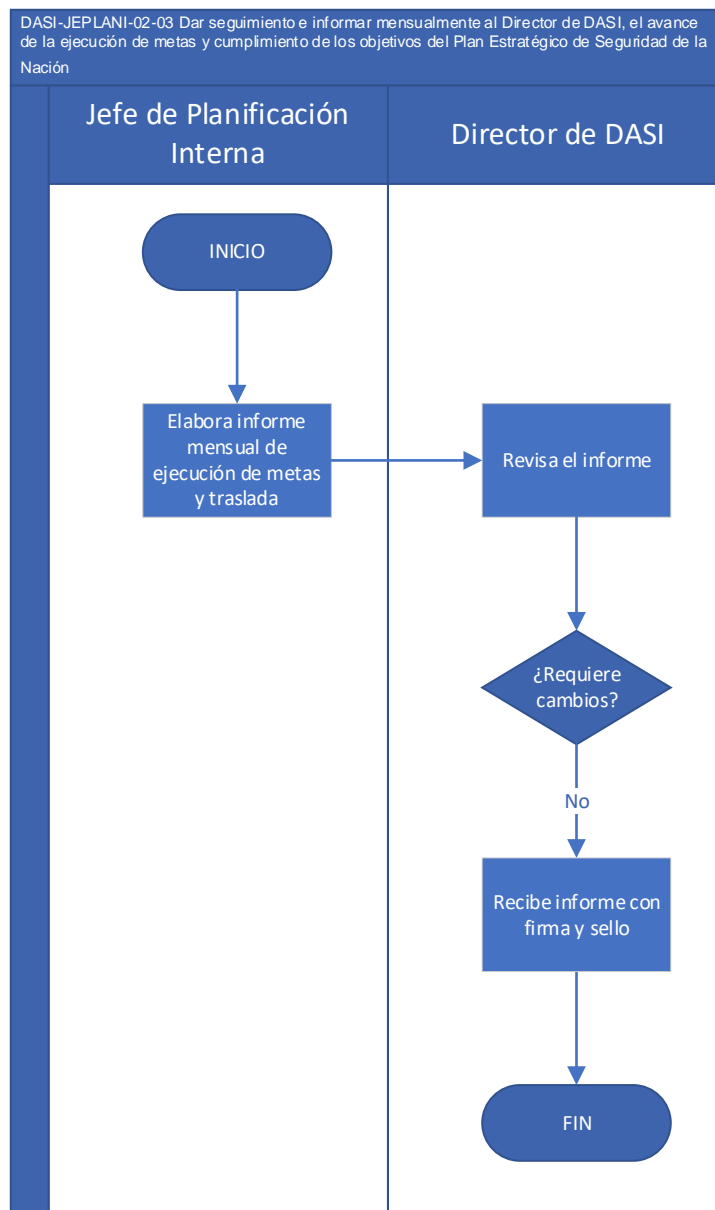 DASI-JEPLANI-02-03 Dar seguimiento e informar mensualmente al Director de DASI, el avance
de la ejecución de metas y cumplimiento de los objetivos del Plan Estratégico de Seguridad de la
Nación
Jefe de Planificación
Interna
Director de DASI
INICIO
Elabora informe
mensual de
ejecución de metas
y traslada
Revisa el informe
¿Requiere
cambios?
No
Recibe informe con
firma y sello
FIN